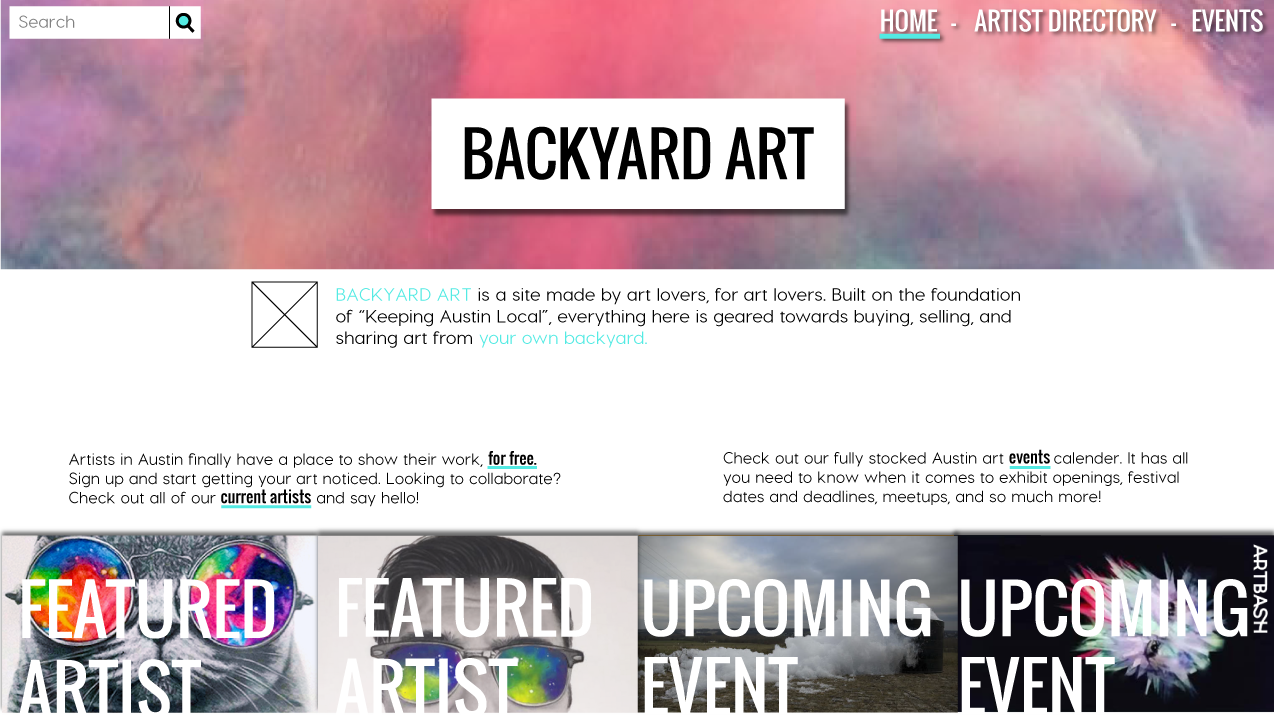 Search
HOME - ARTIST DIRECTORY - EVENTS
BACKYARD ART
BACKYARD ART is a site made by art lovers, for art lovers. Built on the foundation
of “Keeping Austin Local”, everything here is geared towards buying, selling, and
sharing art from your own backyard.
Artists in Austin finally have a place to show their work, for free.
Sign up and start getting your art noticed. Looking to collaborate?
Check out all of our current artists and say hello!
Check out our fully stocked Austin art events calender. It has all
you need to know when it comes to exhibit openings, festival
dates and deadlines, meetups, and so much more!
FEATURED
ARTIST
FEATURED
ARTIST
UPCOMING
EVENT
UPCOMING
EVENT
ARTBASH